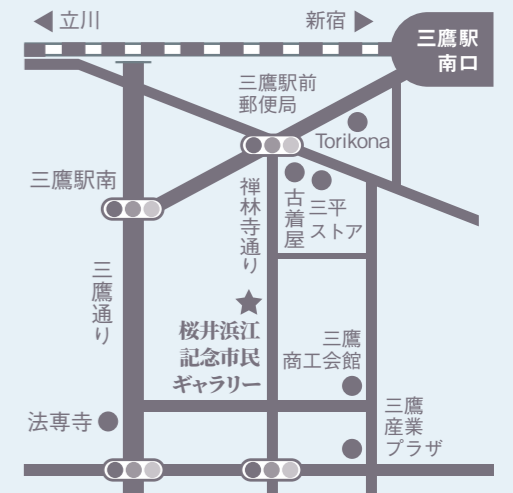 立川
新宿
三鷹駅
南口
三鷹駅前
郵便局
Torikona
三鷹駅南
禅林寺通り
古着屋
三平
ストア
三鷹通り
桜井浜江
記念市民
ギャラリー
三鷹
商工会館
法専寺
三鷹
産業
プラザ